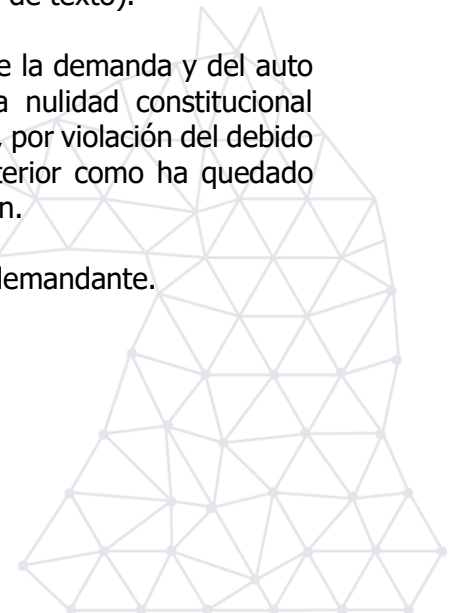 de texto).
e la demanda y del auto
a nulidad constitucional
, por violación del debido
terior como ha quedado
n.
demandante.